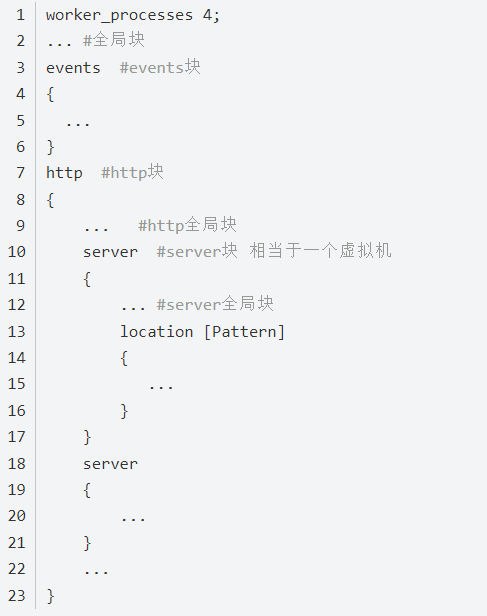 1 worker_processes 4;
2 ... #全局块
3 events  #events块
4 {
5   ...
6 }
7 http  #http块
8 {
9     ...   #http全局块
10     server  #server块 相当于一个虚拟机
11     {
12         ... #server全局块
13         location [Pattern]
14         {
15            ...
16         }
17     }
18     server
19     {
20         ...
21     }
22     ...
23 }